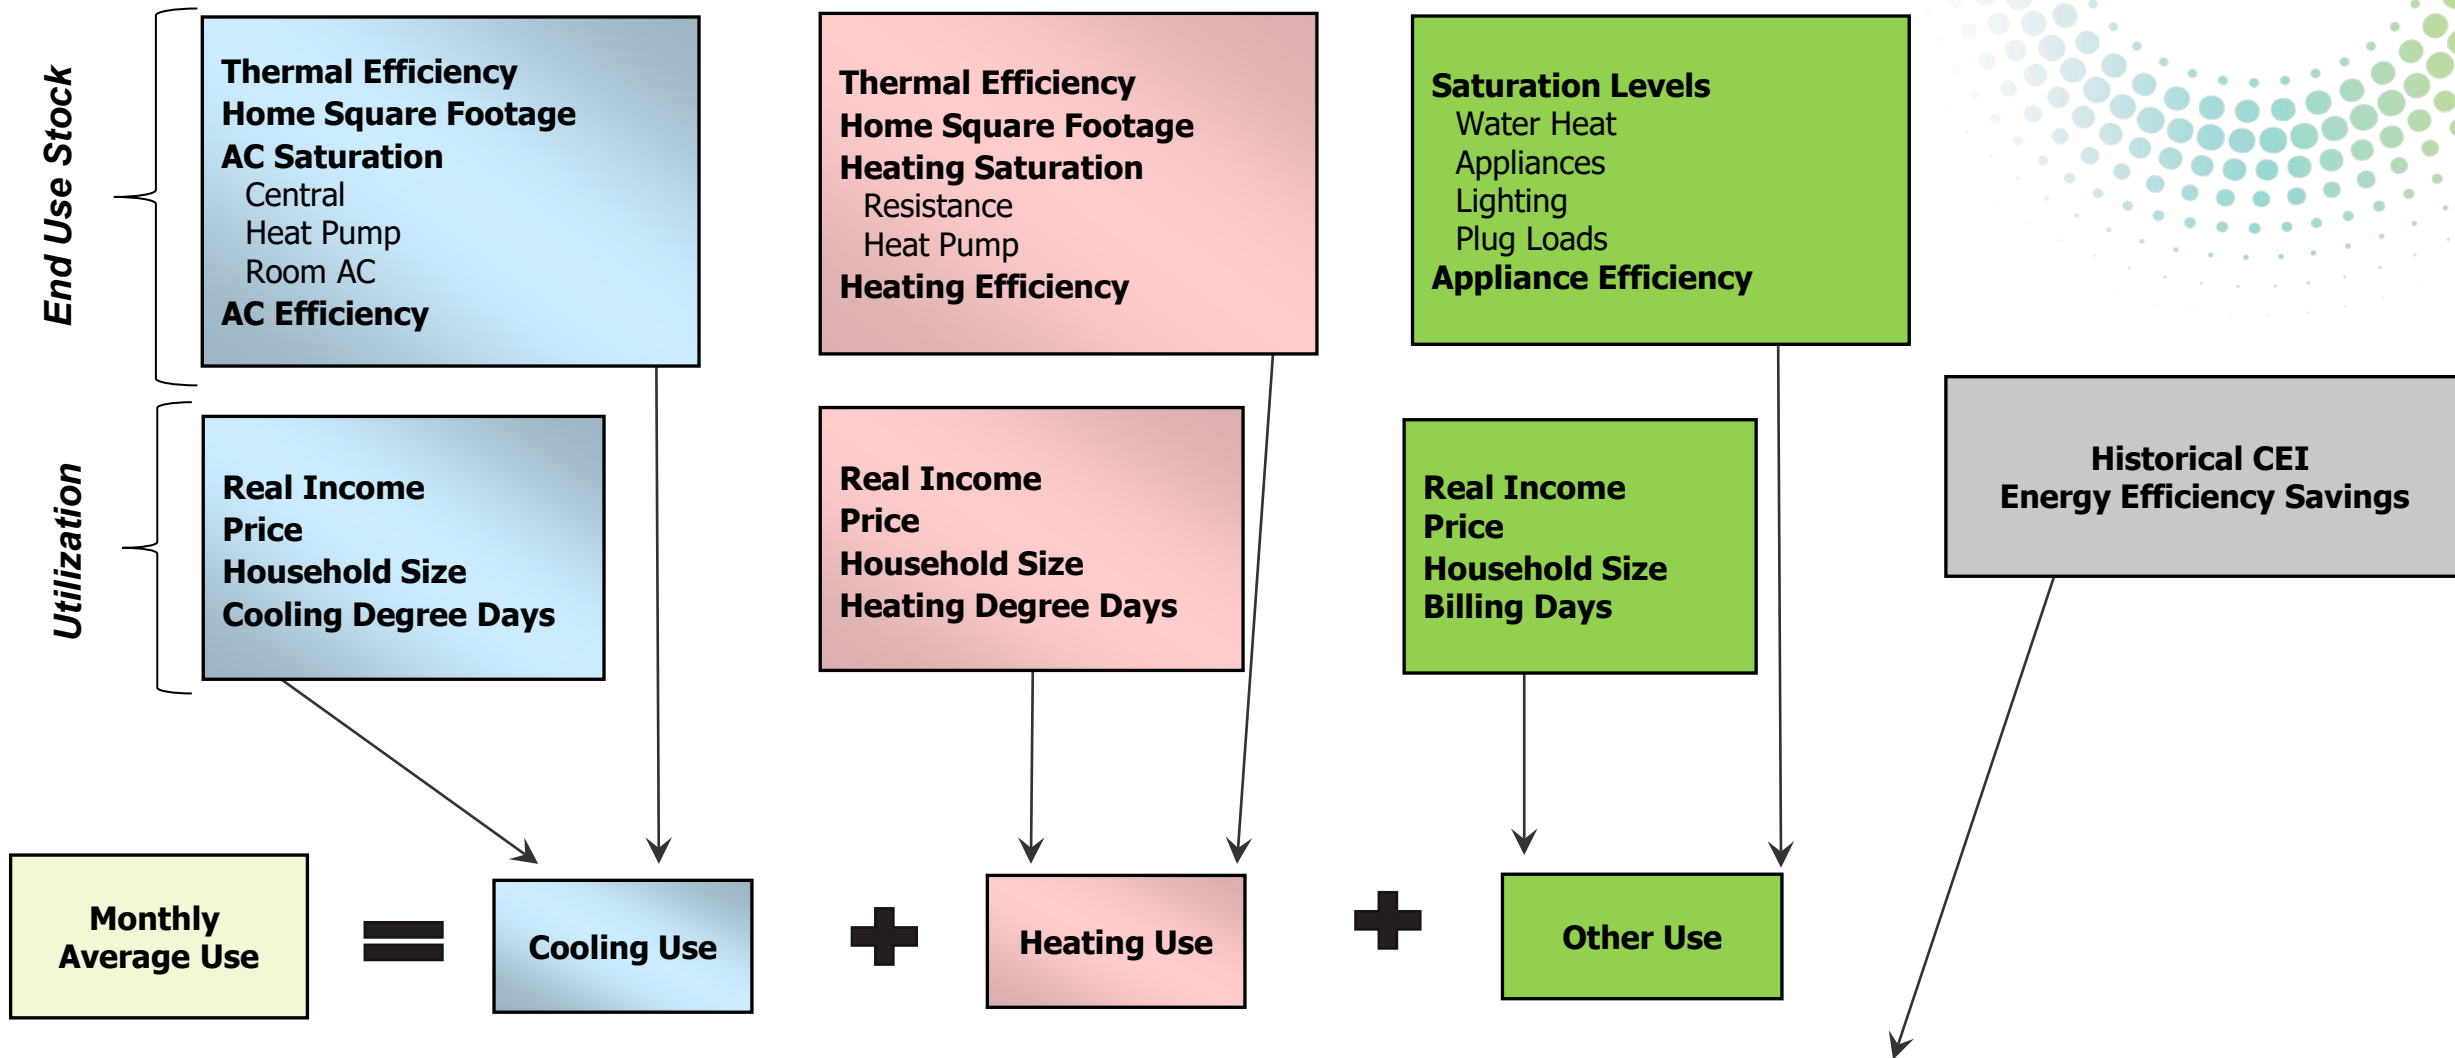 End Use Stock
Thermal Efficiency
Home Square Footage
AC Saturation
Central
Heat Pump
Room AC
AC Efficiency
Thermal Efficiency
Home Square Footage
Heating Saturation
Resistance
Heat Pump
Heating Efficiency
Saturation Levels
Water Heat
Appliances
Lighting
Plug Loads
Appliance Efficiency
Utilization
Real Income
Price
Household Size
Cooling Degree Days
Real Income
Price
Household Size
Heating Degree Days
Real Income
Price
Household Size
Billing Days
Historical CEI
Energy Efficiency Savings
Monthly
Average Use
Cooling Use
Heating Use
Other Use